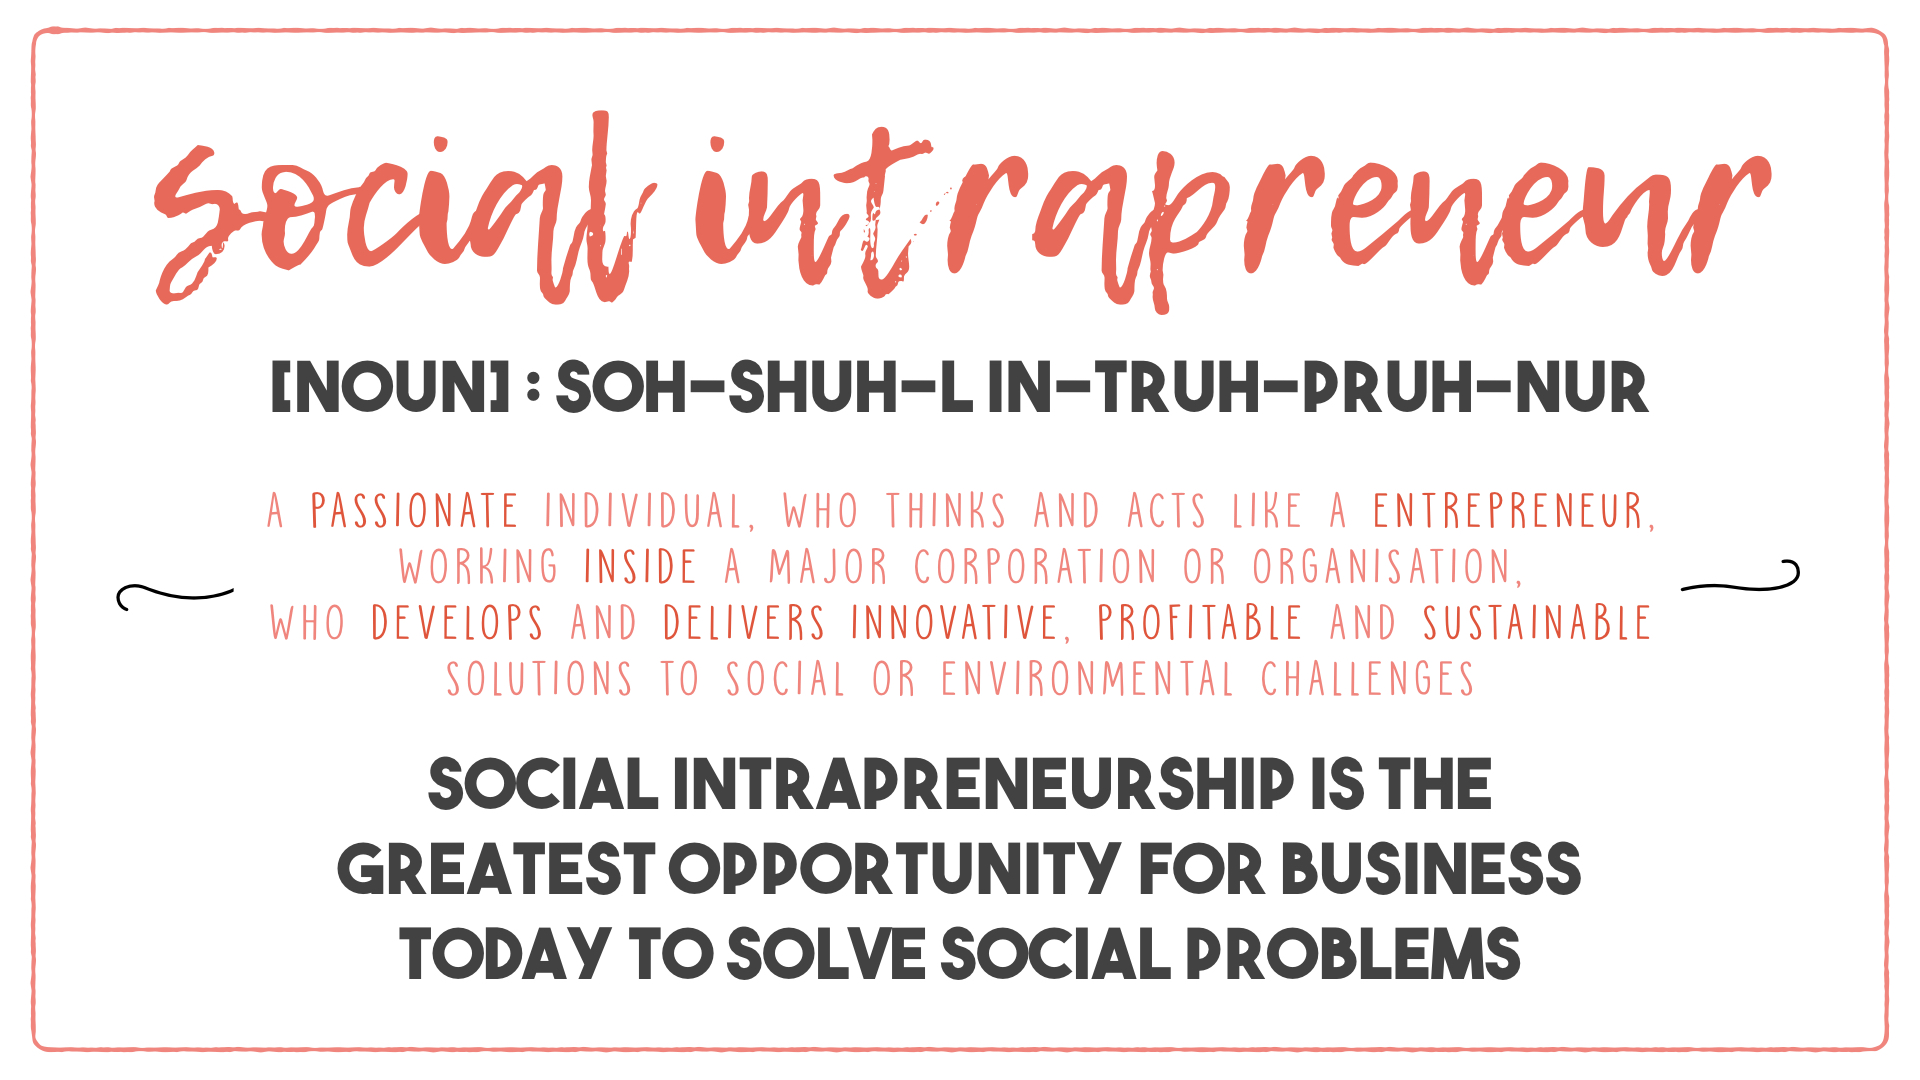 social intrapreneur
[NOUN] : SOH-SHUH-L IN-TRUH-PRUH-NUR
A PASSIONATE INDIVIDUAL, WHO THINKS AND ACTS LIKE A ENTREPRENEUR,
WORKING INSIDE A MAJOR CORPORATION OR ORGANISATION,
WHO DEVELOPS AND DELIVERS INNOVATIVE, PROFITABLE AND SUSTAINABLE
SOLUTIONS TO SOCIAL OR ENVIRONMENTAL CHALLENGES
SOCIAL INTRAPRENEURSHIP IS THE
GREATEST OPPORTUNITY FOR BUSINESS
TODAY TO SOLVE SOCIAL PROBLEMS